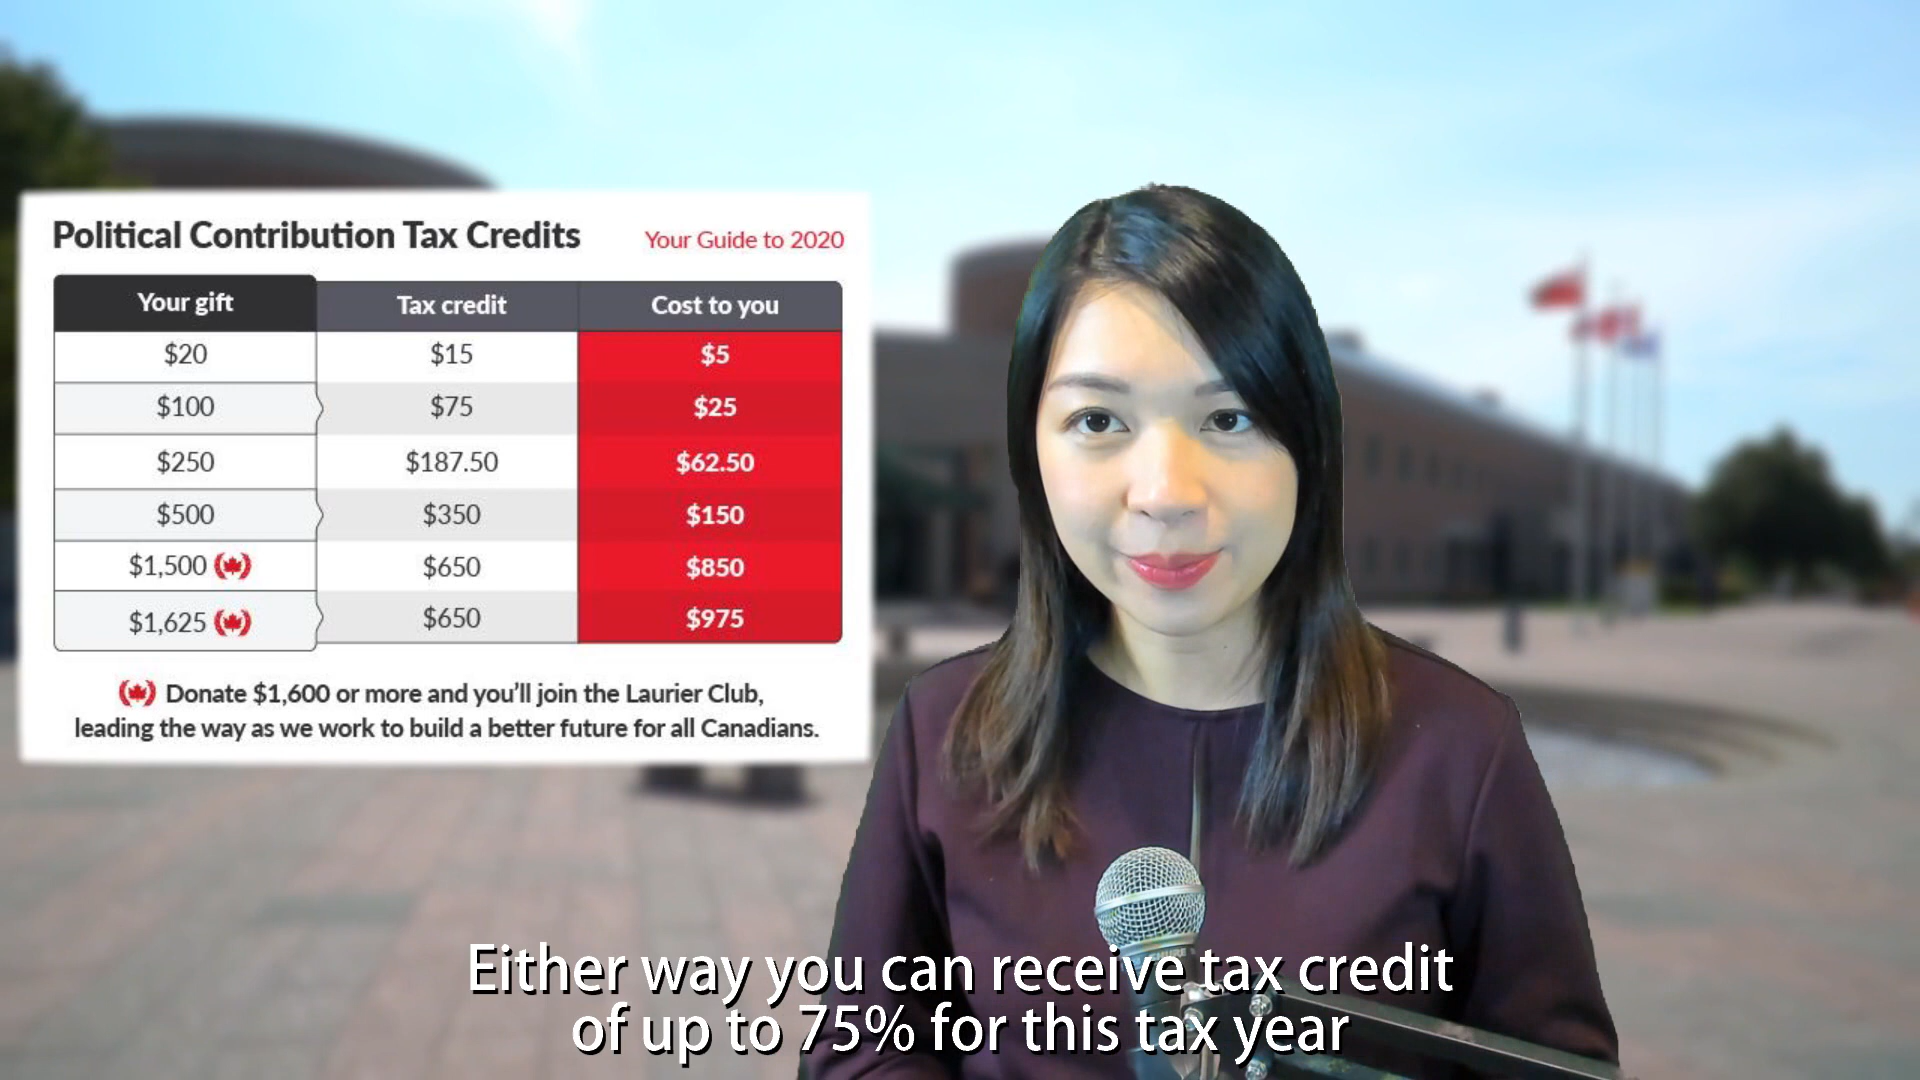 Political Contribution Tax Credits Your Guide to 2020
Your gift Tax credit Cost to you
$20 $15 $5
$100 $75 $25
$250 $187.50 $62.50
$500 $350 $150
$1,500 $650 $850
$1,625 $650 $975
Donate $1,600 or more and you'll join the Laurier Club,
leading the way as we work to build a better future for all Canadians.
Either way you can receive tax credit
of up to 75% for this tax year